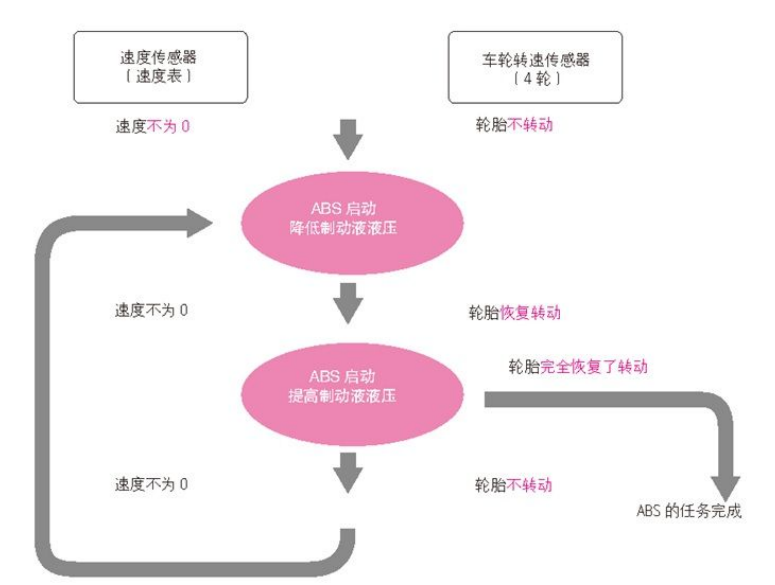 速度传感器
（速度表）
车轮转速传感器
（4 轮）
速度不为 0
轮胎不转动
ABS 启动
降低制动液液压
速度不为 0
轮胎恢复转动
轮胎完全恢复了转动
ABS 启动
提高制动液液压
速度不为 0
轮胎不转动
ABS 的任务完成